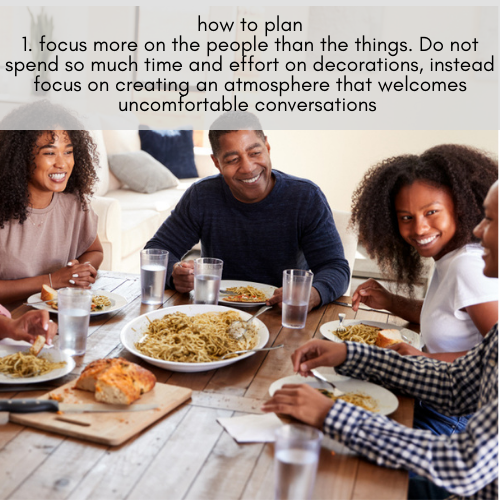 how to plan
1. focus more on the people than the things. Do not
spend so much time and effort on decorations, instead
focus on creating an atmosphere that welcomes
uncomfortable conversations